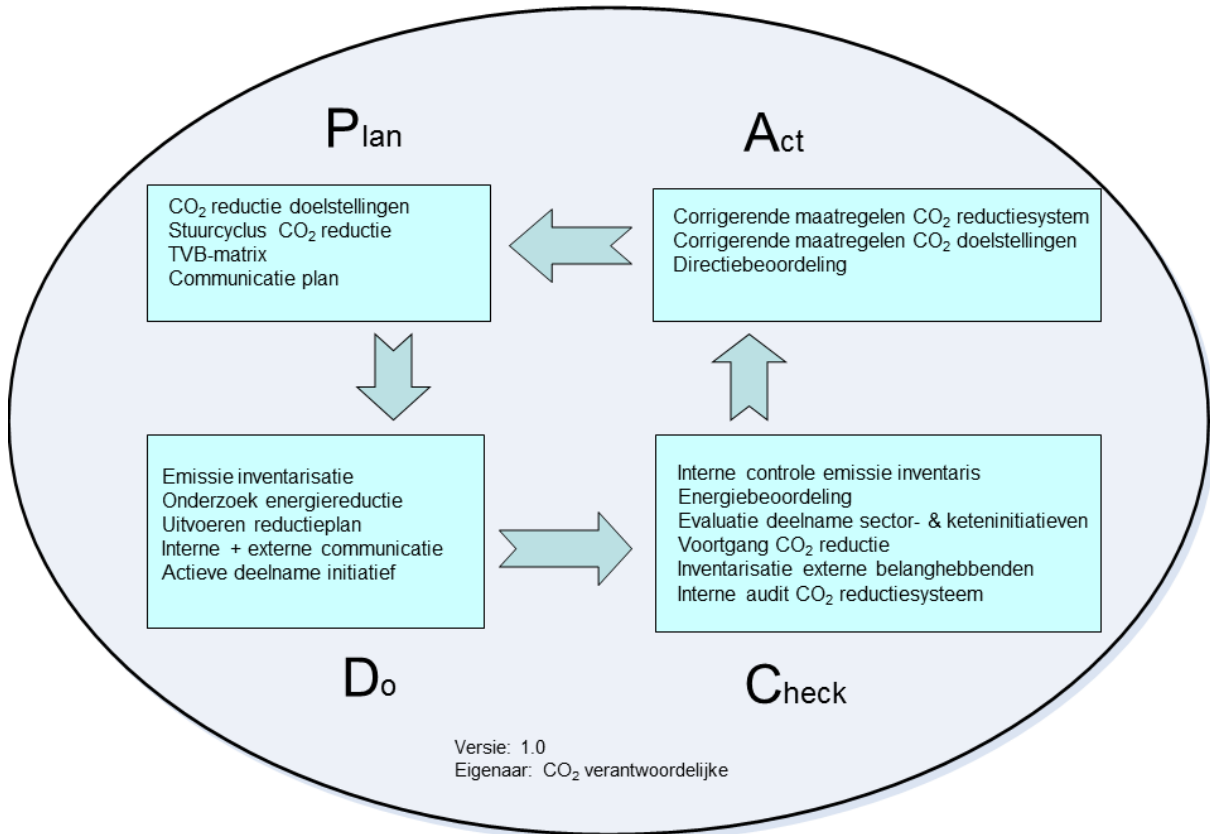 Plan
CO₂ reductie doelstellingen
Stuurcyclus CO₂ reductie
TVB-matrix
Communicatie plan
Act
Corrigerende maatregelen CO₂ reductiesystem
Corrigerende maatregelen CO₂ doelstellingen
Directiebeoordeling
Emissie inventarisatie
Onderzoek energiereductie
Uitvoeren reductieplan
Interne + externe communicatie
Actieve deelname initiatief
Do
Interne controle emissie inventaris
Energiebeoordeling
Evaluatie deelname sector- & keteninitiatieven
Voortgang CO₂ reductie
Inventarisatie externe belanghebbenden
Interne audit CO₂ reductiesysteem
Check
Versie: 1.0
Eigenaar: CO₂ verantwoordelijke